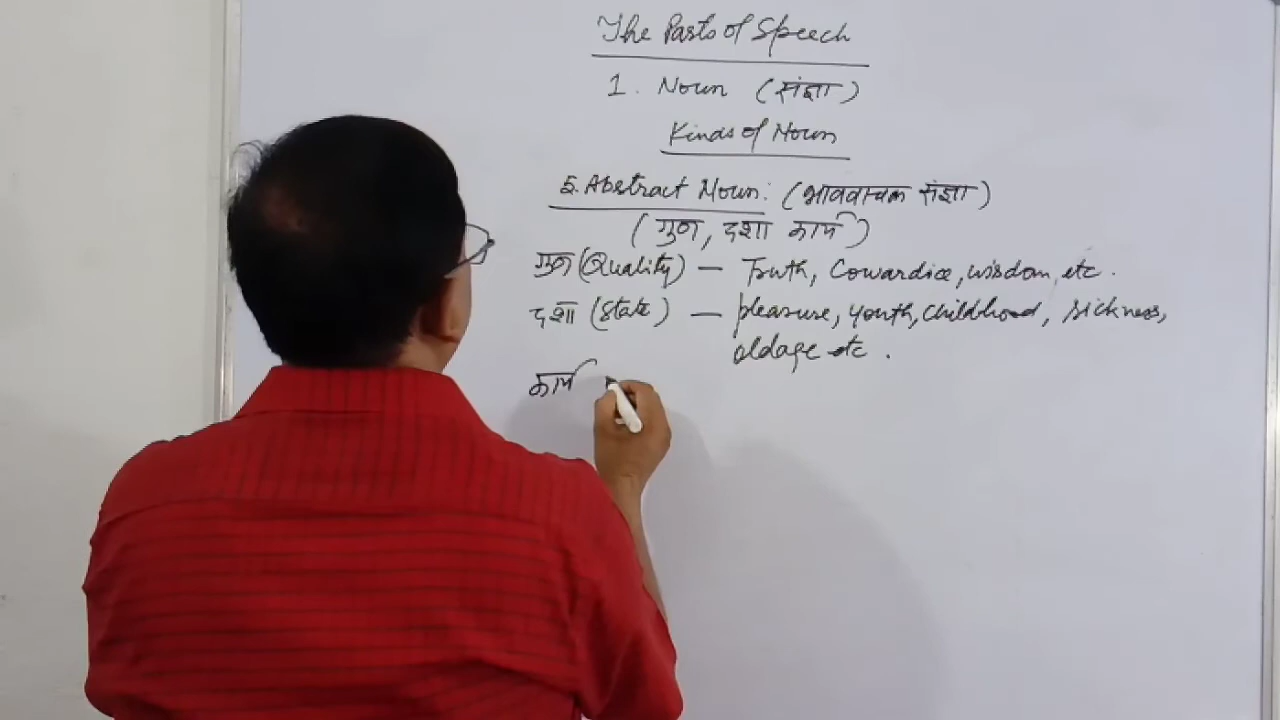 The Parts of Speech
1. Noun (संज्ञा)
Kinds of Noun
5. Abstract Noun: (भाववाचक संज्ञा)
(गुण, दशा कार्य)
गुण (Quality) — Truth, Cowardice, wisdom, etc.
दशा (State) — pleasure, youth, childhood, sickness,
oldage etc.
कार्य